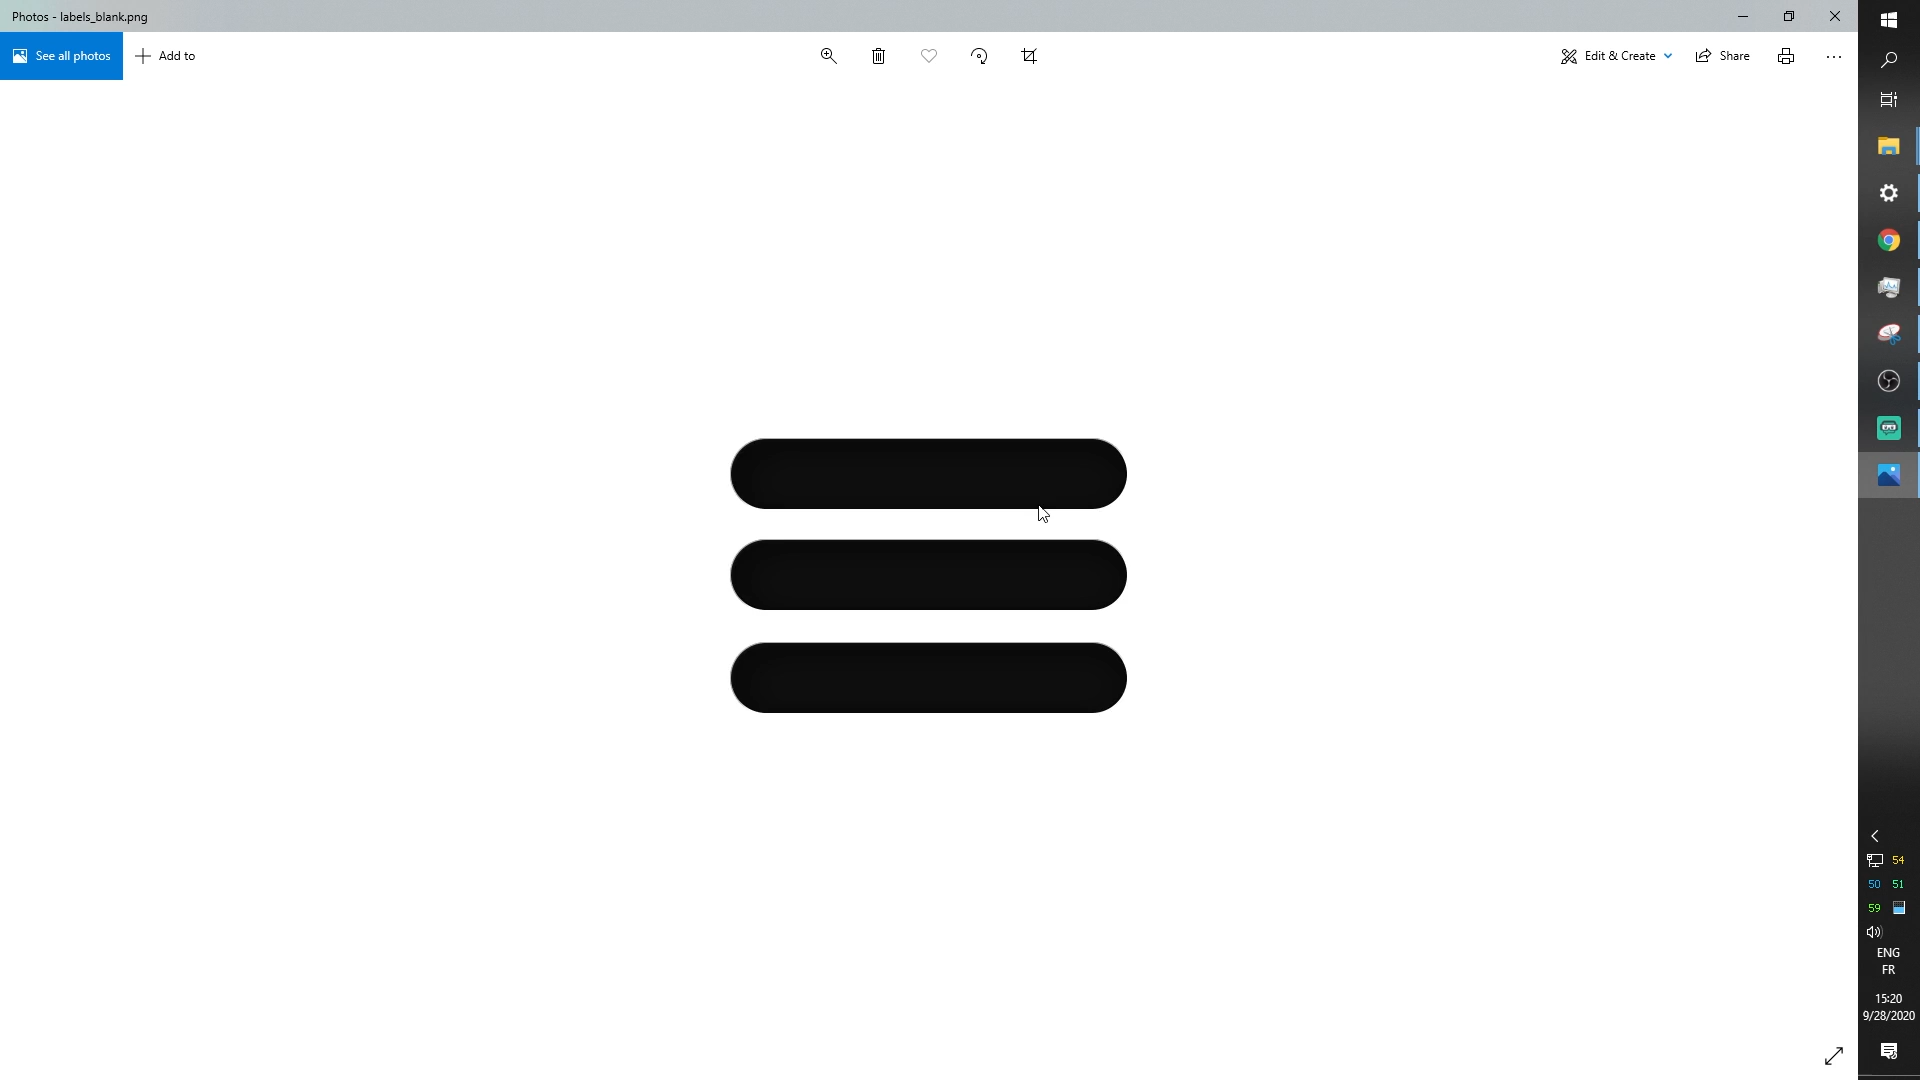 Photos - labels_blank.png
See all photos
Add to
Edit & Create
Share
54
50 51
59
ENG
FR
15:20
9/28/2020